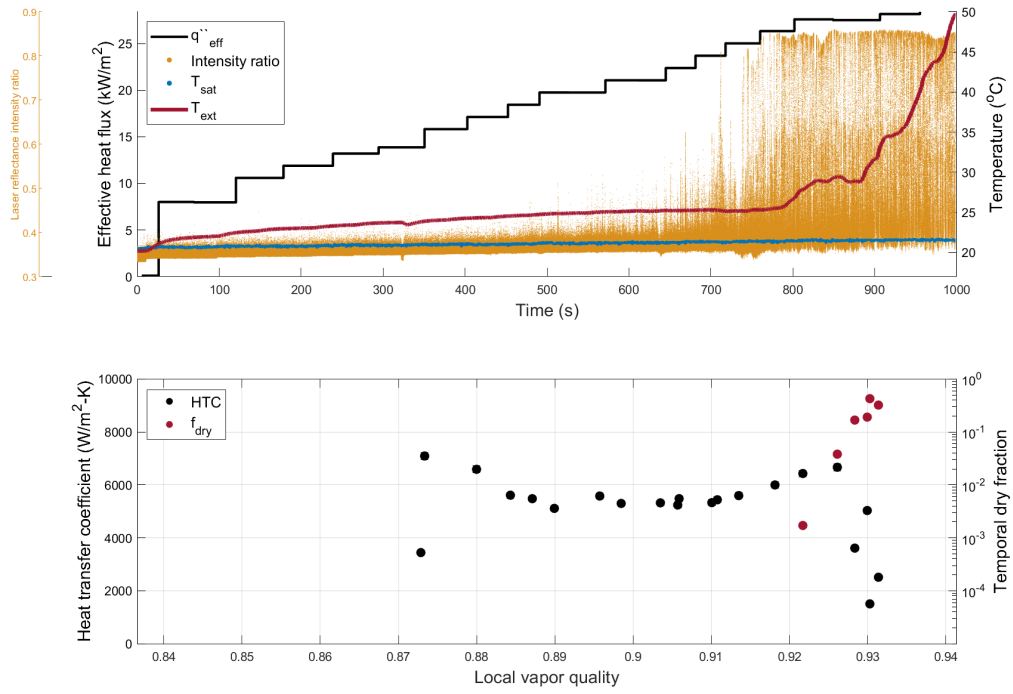 0.9
0.8
0.7
0.6
0.5
0.4
0.3
Laser reflectance intensity ratio
25
20
15
10
5
0
Effective heat flux (kW/m²)
q``eff
Intensity ratio
Tsat
Text
50
45
40
35
30
25
20
Temperature (°C)
0 100 200 300 400 500 600 700 800 900 1000
Time (s)
10000
8000
6000
4000
2000
0
Heat transfer coefficient (W/m²-K)
HTC
fdry
10⁰
10⁻¹
10⁻²
10⁻³
10⁻⁴
Temporal dry fraction
0.84 0.85 0.86 0.87 0.88 0.89 0.9 0.91 0.92 0.93 0.94
Local vapor quality